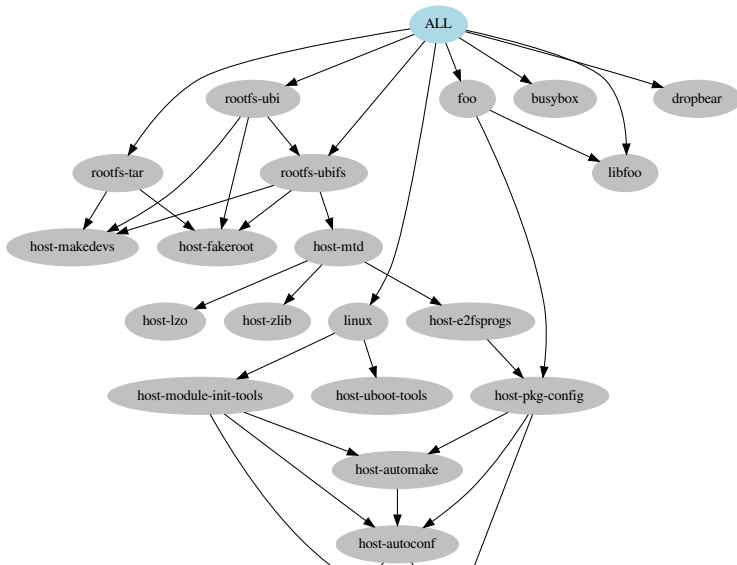 ALL
rootfs-ubi
foo
busybox
dropbear
rootfs-tar
rootfs-ubifs
libfoo
host-makedevs
host-fakeroot
host-mtd
host-lzo
host-zlib
linux
host-e2fsprogs
host-module-init-tools
host-uboot-tools
host-pkg-config
host-automake
host-autoconf